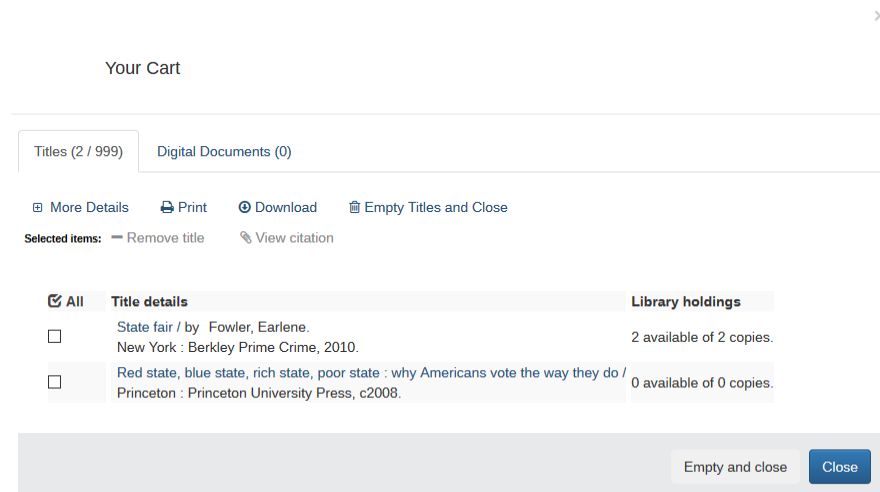 ×
Your Cart
Titles (2 / 999) Digital Documents (0)
More Details Print Download Empty Titles and Close
Selected items: Remove title View citation
All Title details Library holdings
State fair / by Fowler, Earlene.
New York : Berkley Prime Crime, 2010.
2 available of 2 copies.
Red state, blue state, rich state, poor state : why Americans vote the way they do /
Princeton : Princeton University Press, c2008.
0 available of 0 copies.
Empty and close Close